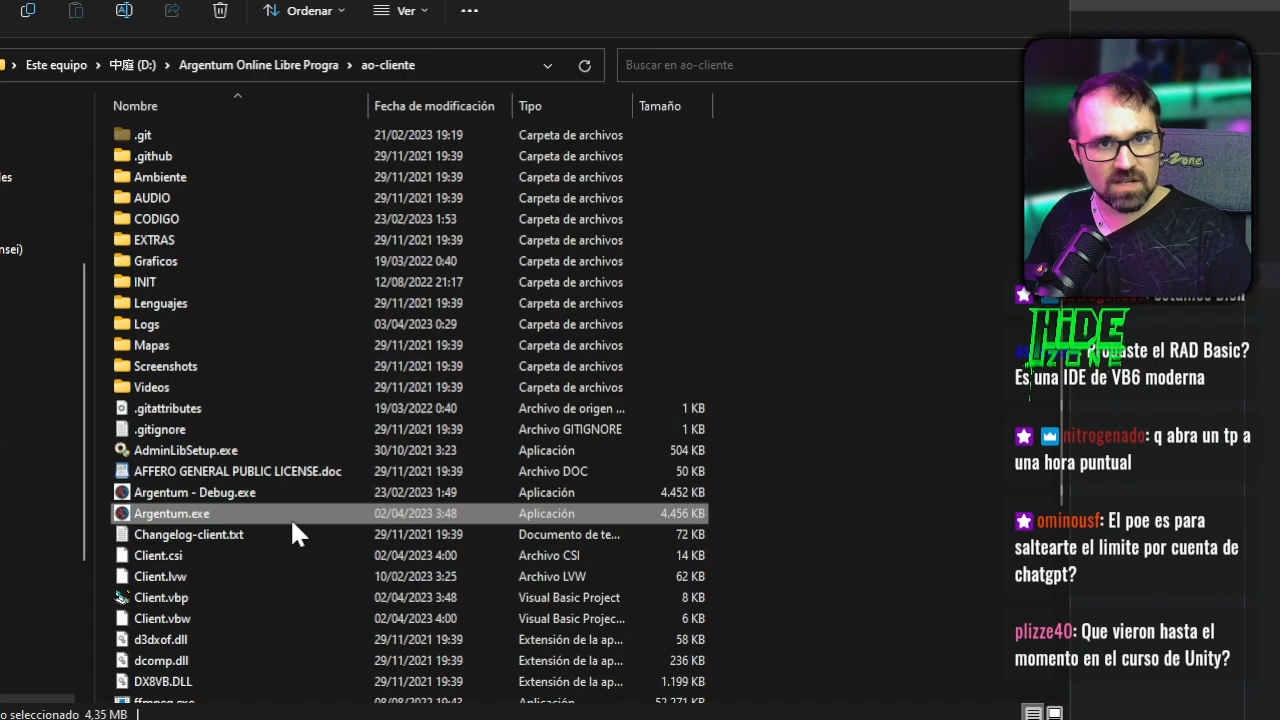 Ordenar
Ver
Este equipo
中庭 (D:)
Argentum Online Libre Progra
ao-cliente
Buscar en ao-cliente
Nombre
Fecha de modificación
Tipo
Tamaño
.git 21/02/2023 19:19 Carpeta de archivos
.github 29/11/2021 19:39 Carpeta de archivos
Ambiente 29/11/2021 19:39 Carpeta de archivos
AUDIO 29/11/2021 19:39 Carpeta de archivos
CODIGO 23/02/2023 1:53 Carpeta de archivos
EXTRAS 29/11/2021 19:39 Carpeta de archivos
Graficos 19/03/2022 0:40 Carpeta de archivos
INIT 12/08/2022 21:17 Carpeta de archivos
Lenguajes 29/11/2021 19:39 Carpeta de archivos
Logs 03/04/2023 0:29 Carpeta de archivos
Mapas 29/11/2021 19:39 Carpeta de archivos
Screenshots 29/11/2021 19:39 Carpeta de archivos
Videos 29/11/2021 19:39 Carpeta de archivos
.gitattributes 19/03/2022 0:40 Archivo de origen ... 1 KB
.gitignore 29/11/2021 19:39 Archivo GITIGNORE 1 KB
AdminLibSetup.exe 30/10/2021 3:23 Aplicación 504 KB
AFFERO GENERAL PUBLIC LICENSE.doc 29/11/2021 19:39 Archivo DOC 50 KB
Argentum - Debug.exe 23/02/2023 1:49 Aplicación 4.452 KB
Argentum.exe 02/04/2023 3:48 Aplicación 4.456 KB
Changelog-client.txt 29/11/2021 19:39 Documento de te... 72 KB
Client.csi 02/04/2023 4:00 Archivo CSI 14 KB
Client.lvw 10/02/2023 3:25 Archivo LVW 62 KB
Client.vbp 02/04/2023 3:48 Visual Basic Project 8 KB
Client.vbw 02/04/2023 4:00 Visual Basic Projec... 6 KB
d3dxof.dll 29/11/2021 19:39 Extensión de la ap... 58 KB
dcomp.dll 29/11/2021 19:39 Extensión de la ap... 236 KB
DX8VB.DLL 29/11/2021 19:39 Extensión de la ap... 1.199 KB
ffmpeg.exe 08/08/2022 19:43 Aplicación 52.271 KB
o seleccionado 4,35 MB
les
nsei)
HiDE
UZONE
nitrogenado: estamos bien
Probaste el RAD Basic?
Es una IDE de VB6 moderna
nitrogenado: q abra un tp a
una hora puntual
ominousf: El poe es para
saltearte el limite por cuenta de
chatgpt?
plizze40: Que vieron hasta el
momento en el curso de Unity?